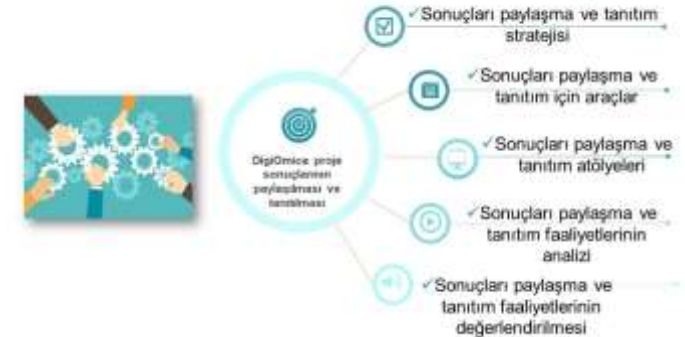 ✓Sonuçları paylaşma ve tanıtım
stratejisi
✓Sonuçları paylaşma ve
tanıtım için araçlar
DigiOmica proje
sonuçlarının
paylaşılması ve
tanıtılması
✓Sonuçları paylaşma ve
tanıtım atölyeleri
✓Sonuçları paylaşma ve
tanıtım faaliyetlerinin
analizi
✓Sonuçları paylaşma ve
tanıtım faaliyetlerinin
değerlendirilmesi